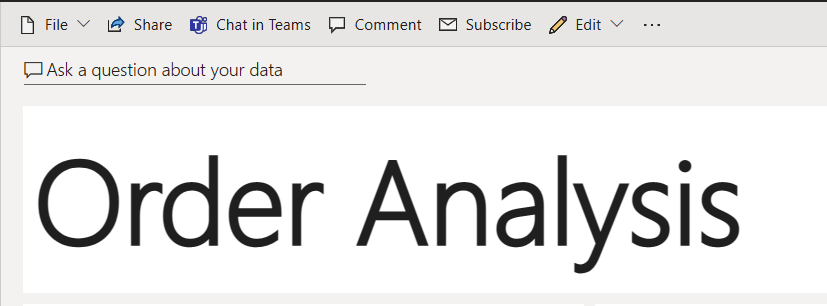 File Share Chat in Teams Comment Subscribe Edit ...
Ask a question about your data
Order Analysis